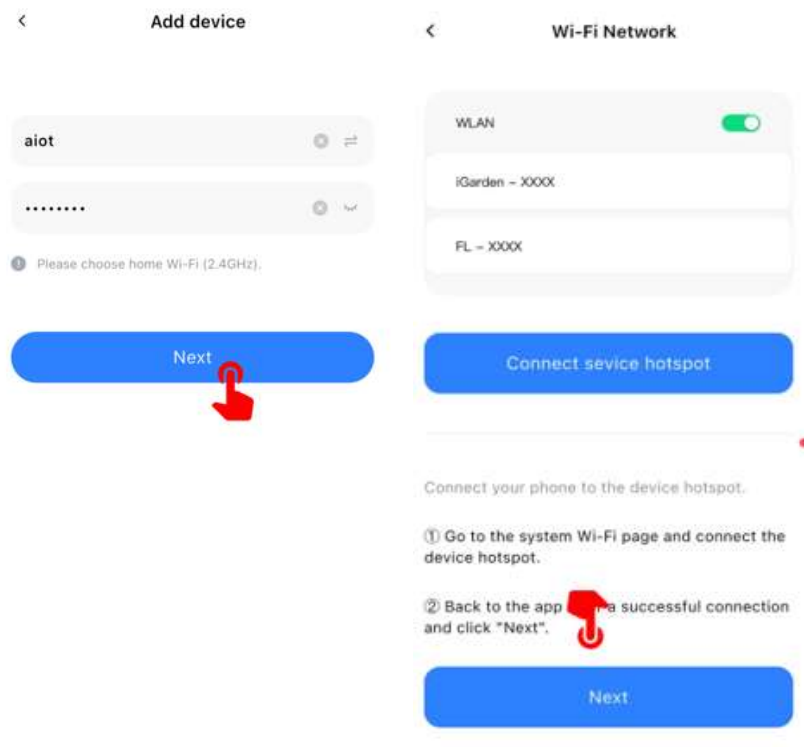 Add device
aiot
••••••••
Please choose home Wi-Fi (2.4GHz).
Next
Wi-Fi Network
WLAN
iGarden – XXXX
FL – XXXX
Connect sevice hotspot
Connect your phone to the device hotspot.
① Go to the system Wi-Fi page and connect the
device hotspot.
② Back to the app a successful connection
and click "Next".
Next